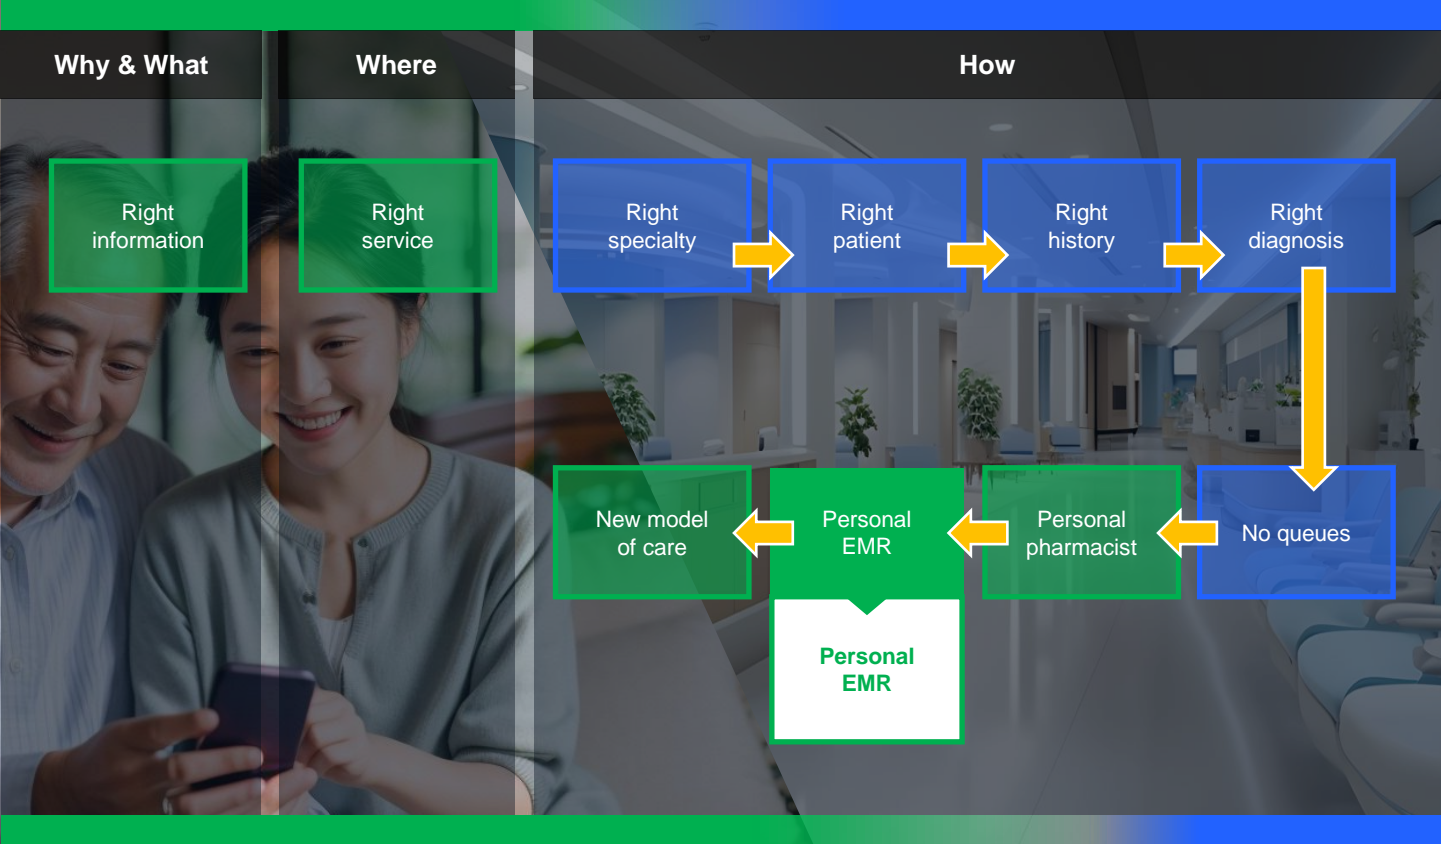 Why & What
Where
How
Right
information
Right
service
Right
specialty
Right
patient
Right
history
Right
diagnosis
New model
of care
Personal
EMR
Personal
pharmacist
No queues
Personal
EMR